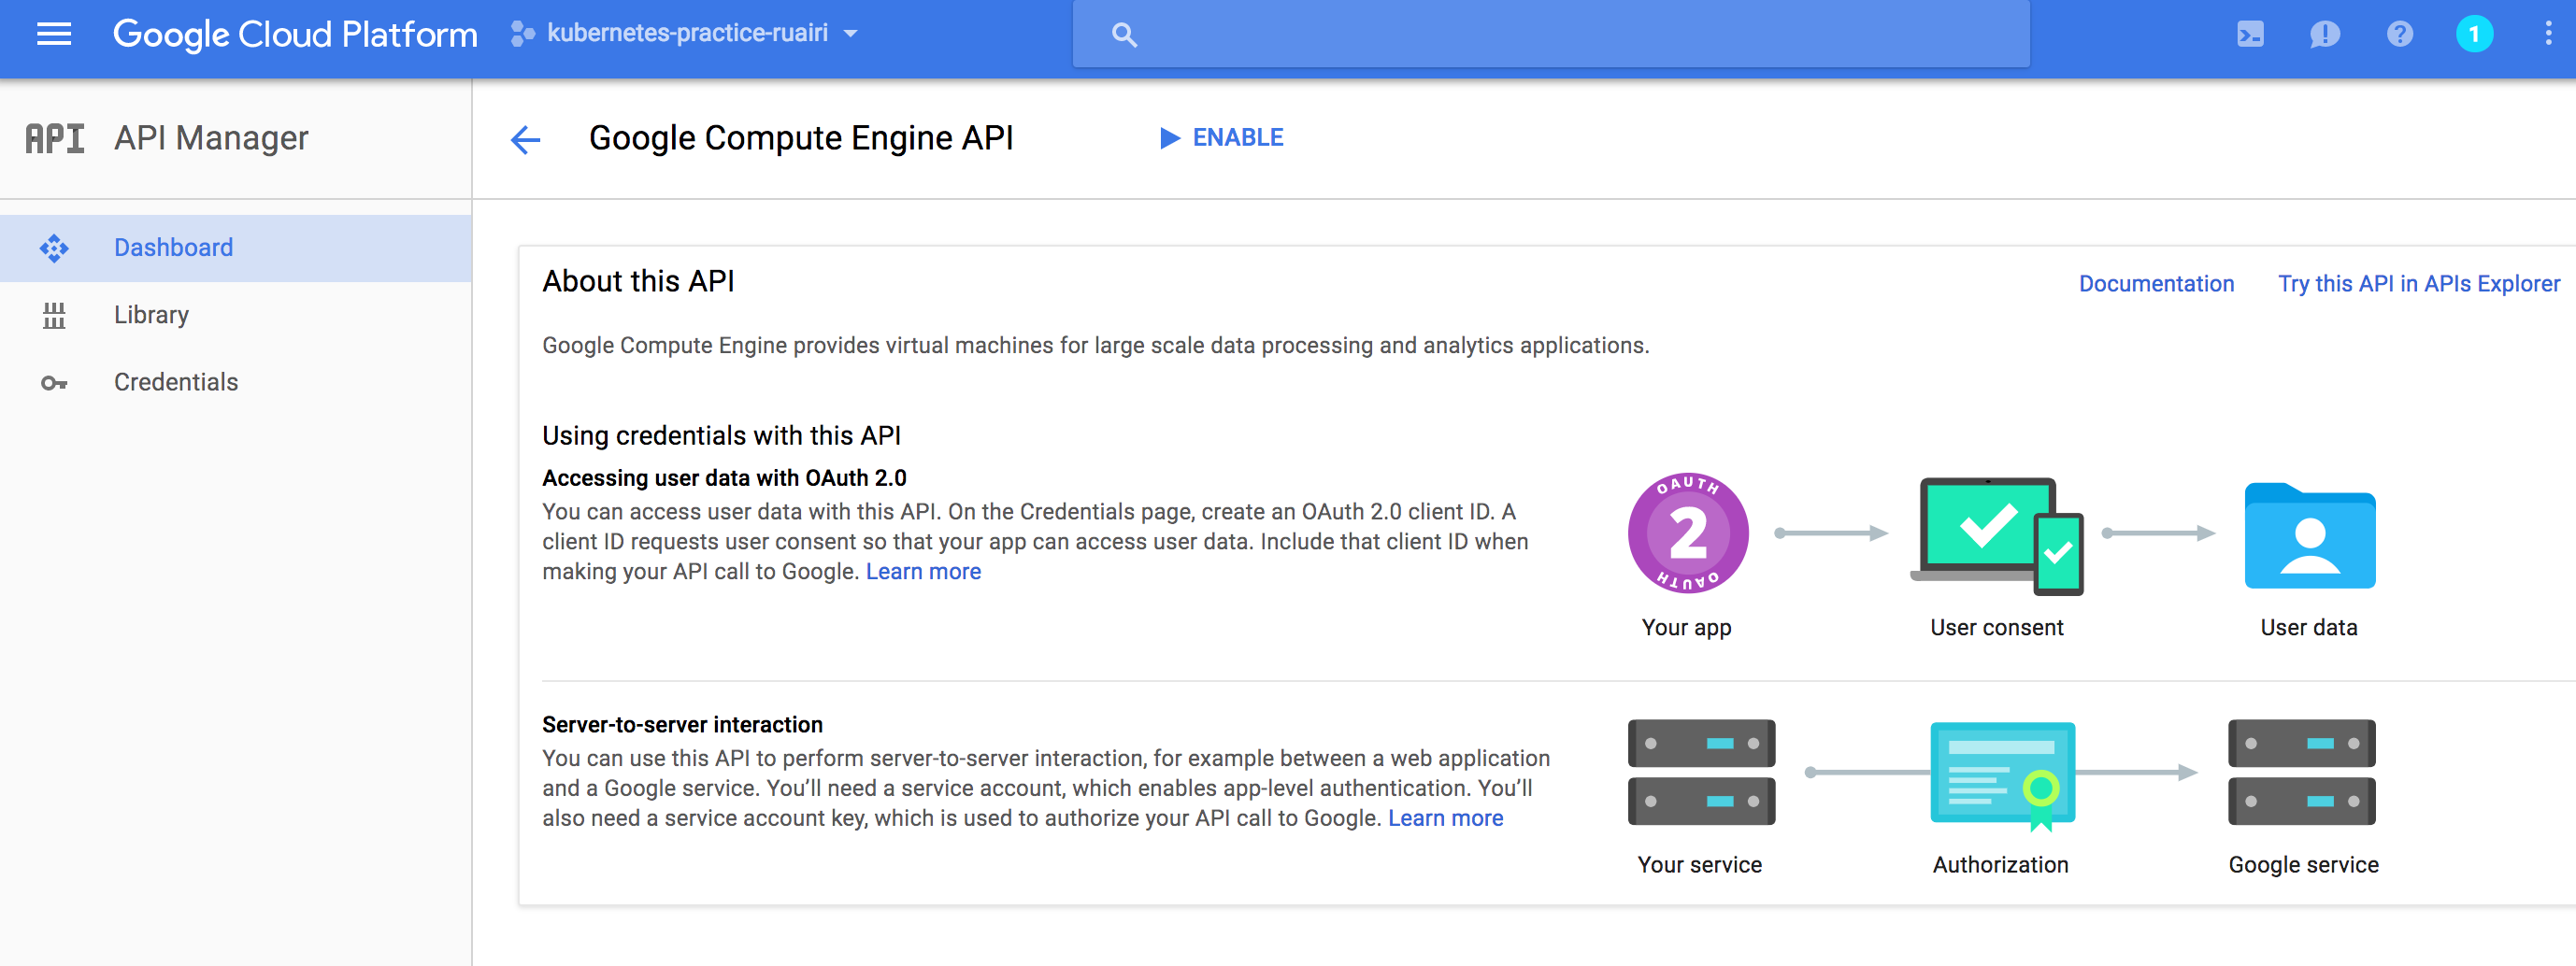 Google Cloud Platform
kubernetes-practice-ruairi
1
API
API Manager
Google Compute Engine API
ENABLE
Dashboard
Library
Credentials
About this API
Documentation
Try this API in APIs Explorer
Google Compute Engine provides virtual machines for large scale data processing and analytics applications.
Using credentials with this API
Accessing user data with OAuth 2.0
You can access user data with this API. On the Credentials page, create an OAuth 2.0 client ID. A
client ID requests user consent so that your app can access user data. Include that client ID when
making your API call to Google. Learn more
OAUTH
2
OAUTH
Your app
User consent
User data
Server-to-server interaction
You can use this API to perform server-to-server interaction, for example between a web application
and a Google service. You’ll need a service account, which enables app-level authentication. You’ll
also need a service account key, which is used to authorize your API call to Google. Learn more
Your service
Authorization
Google service